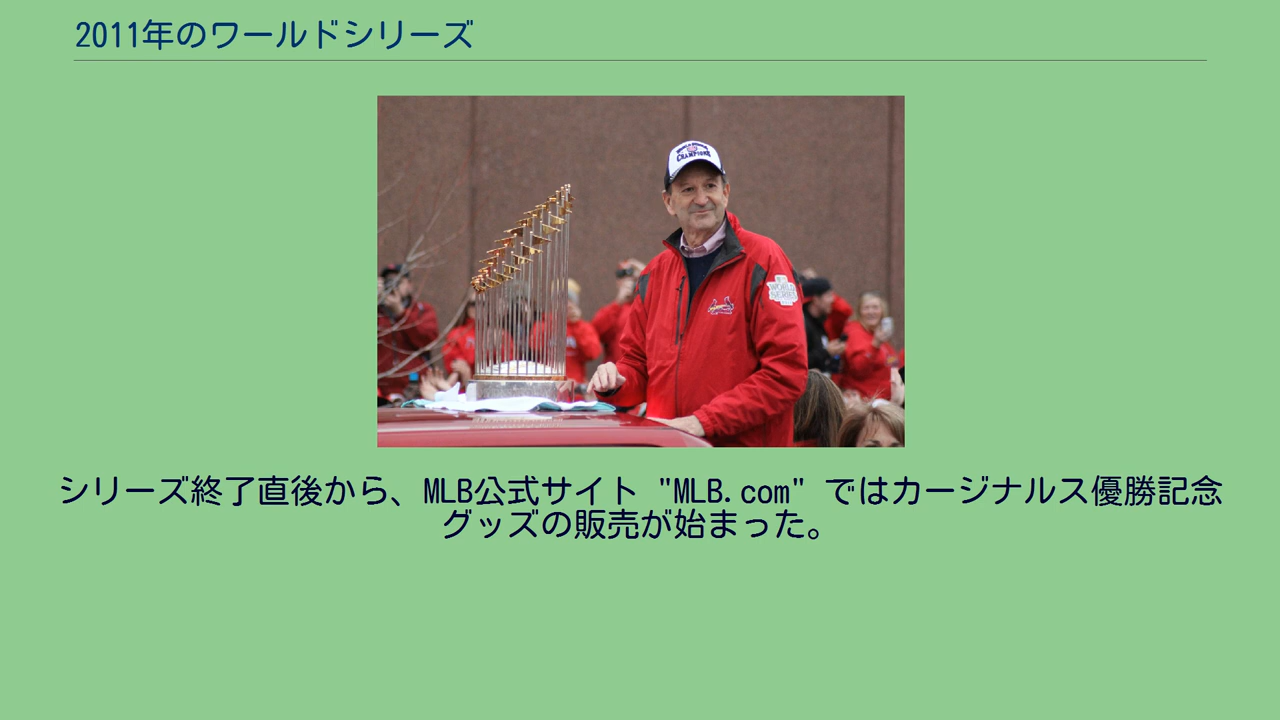 2011年のワールドシリーズ
CHAMPIONS
WORLD
SERIES
シリーズ終了直後から、MLB公式サイト "MLB.com" ではカージナルス優勝記念
グッズの販売が始まった。